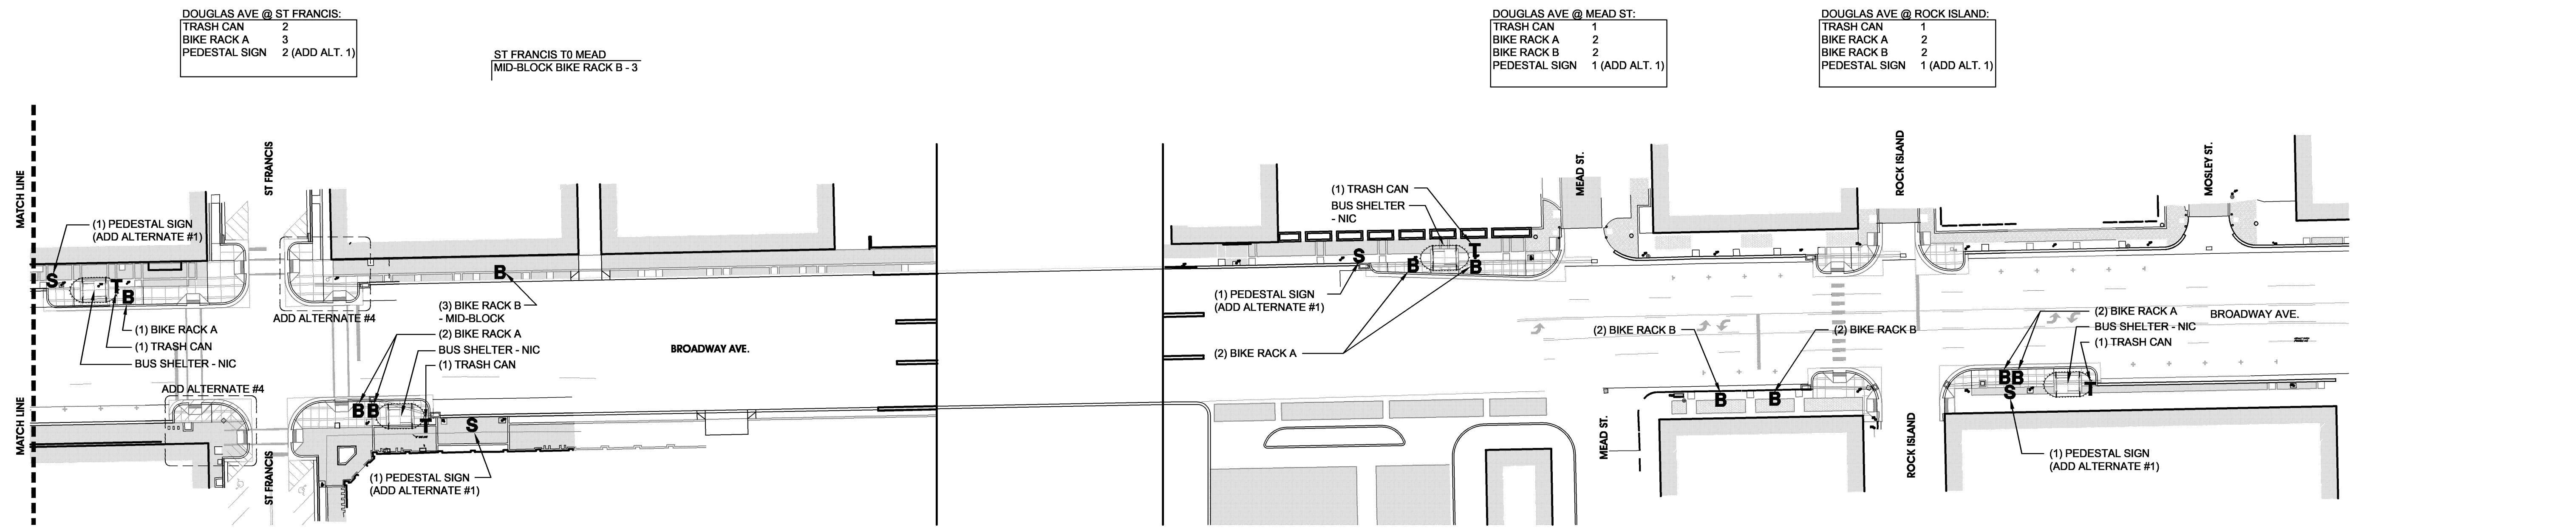 DOUGLAS AVE @ ST FRANCIS:
TRASH CAN 2
BIKE RACK A 3
PEDESTAL SIGN 2 (ADD ALT. 1)
ST FRANCIS TO MEAD
MID-BLOCK BIKE RACK B - 3
DOUGLAS AVE @ MEAD ST:
TRASH CAN 1
BIKE RACK A 2
BIKE RACK B 2
PEDESTAL SIGN 1 (ADD ALT. 1)
DOUGLAS AVE @ ROCK ISLAND:
TRASH CAN 1
BIKE RACK A 2
BIKE RACK B 2
PEDESTAL SIGN 1 (ADD ALT. 1)
MATCH LINE
ST FRANCIS
(1) PEDESTAL SIGN
(ADD ALTERNATE #1)
S
T
B
(1) BIKE RACK A
(1) TRASH CAN
BUS SHELTER - NIC
ADD ALTERNATE #4
B
(3) BIKE RACK B
- MID-BLOCK
(2) BIKE RACK A
BUS SHELTER - NIC
(1) TRASH CAN
ADD ALTERNATE #4
MATCH LINE
B B
T
S
ST FRANCIS
(1) PEDESTAL SIGN
(ADD ALTERNATE #1)
BROADWAY AVE.
(1) TRASH CAN
BUS SHELTER
- NIC
S
B
T
B
(1) PEDESTAL SIGN
(ADD ALTERNATE #1)
(2) BIKE RACK A
MEAD ST.
ROCK ISLAND
MOSLEY ST.
(2) BIKE RACK B
(2) BIKE RACK B
B
B
MEAD ST.
ROCK ISLAND
(2) BIKE RACK A
BUS SHELTER - NIC
(1) TRASH CAN
BROADWAY AVE.
BB
S
T
(1) PEDESTAL SIGN
(ADD ALTERNATE #1)